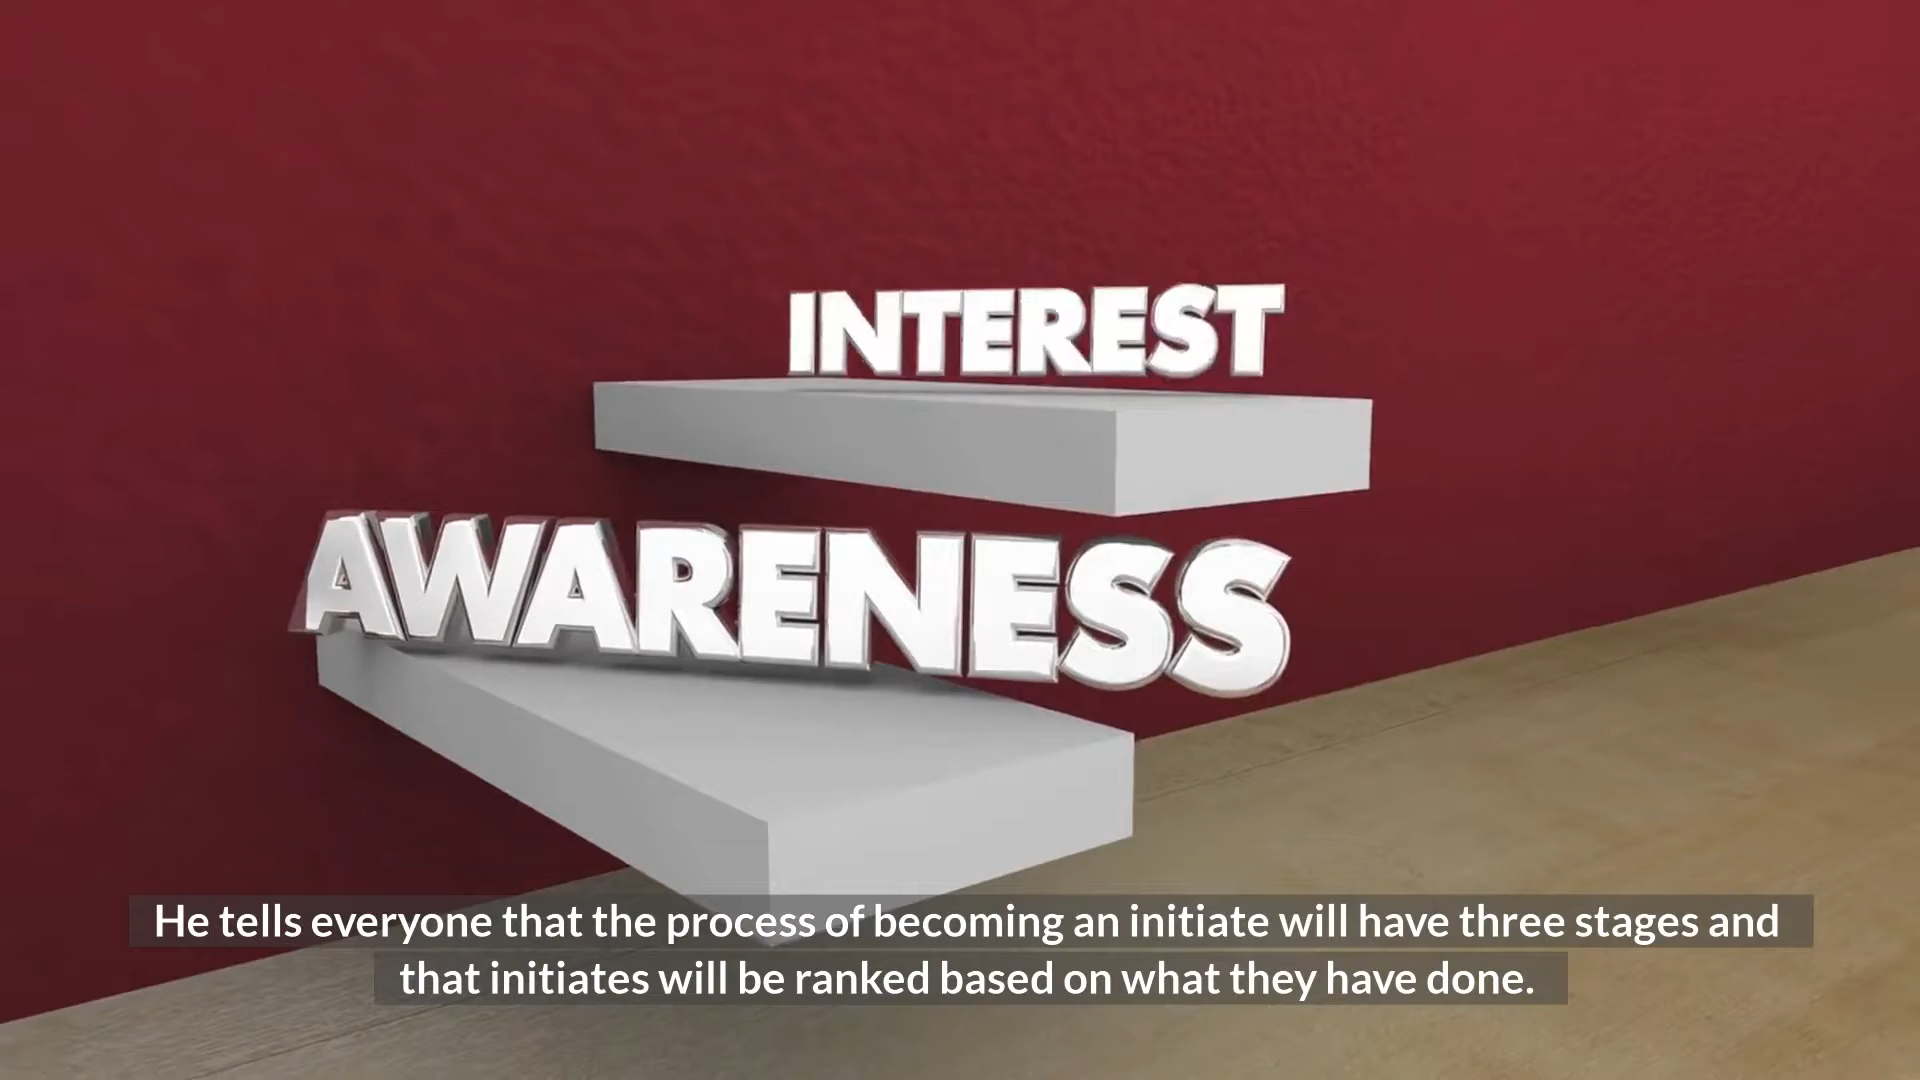 INTEREST
AWARENESS
He tells everyone that the process of becoming an initiate will have three stages and
that initiates will be ranked based on what they have done.